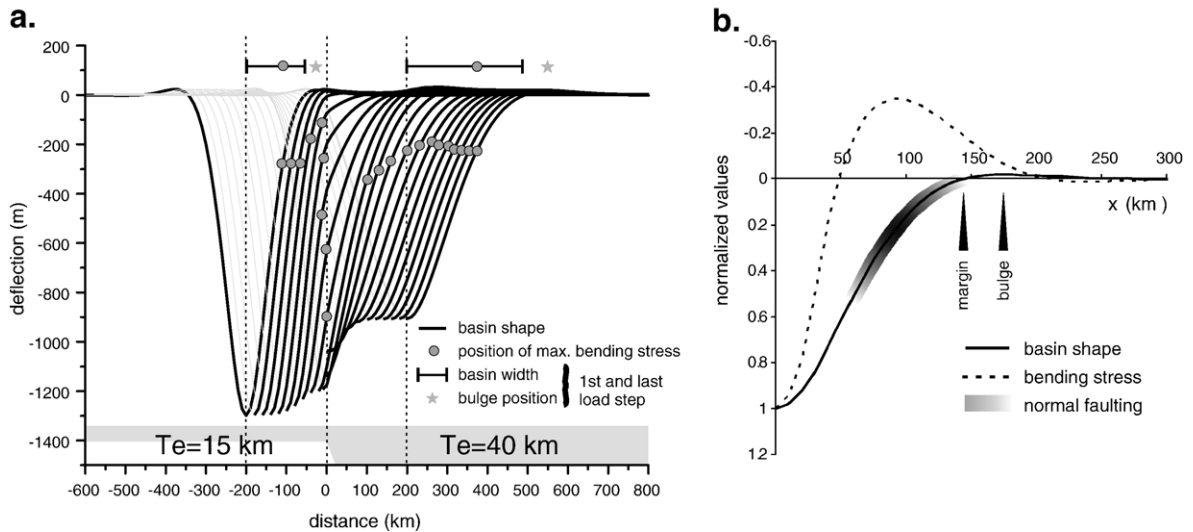 a.
200
0
-200
-400
-600
-800
-1000
-1200
-1400
deflection (m)
basin shape
position of max. bending stress
basin width
bulge position
1st and last
load step
Te=15 km
Te=40 km
-600 -500 -400 -300 -200 -100 0 100 200 300 400 500 600 700 800
distance (km)
b.
-0.6
-0.4
-0.2
0
0.2
0.4
0.6
0.8
1
12
normalized values
50 100 150 200 250 300
x (km)
margin
bulge
basin shape
bending stress
normal faulting